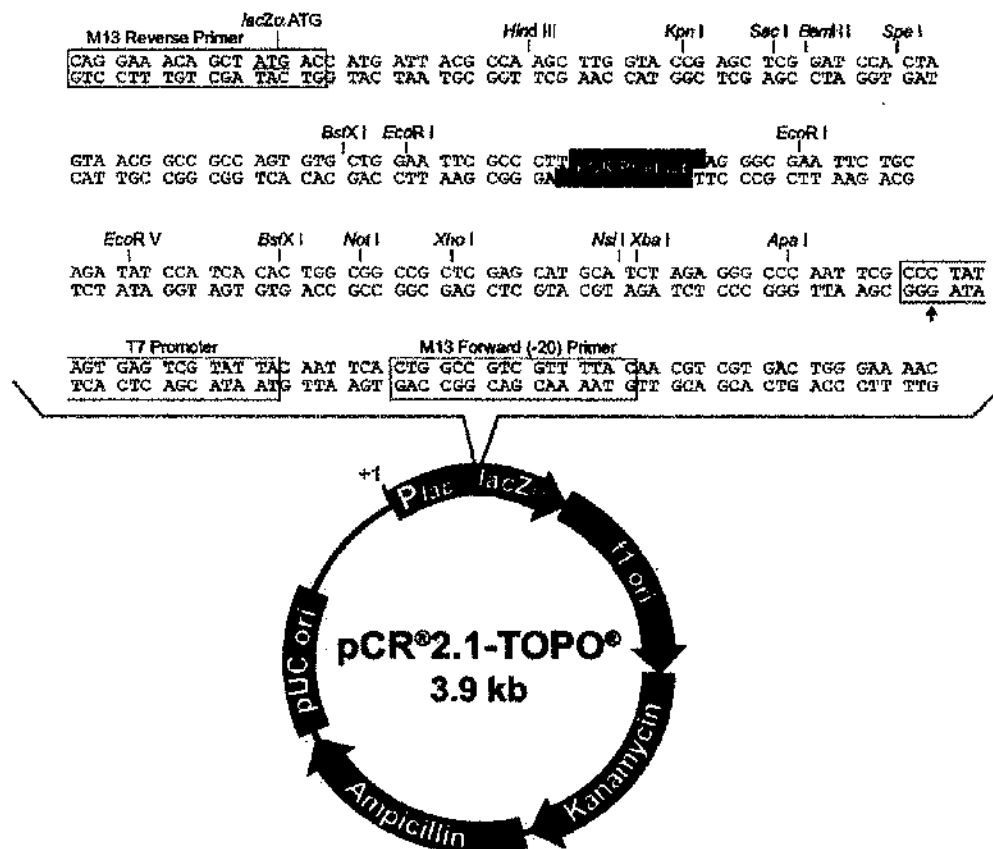 lacZα ATG
M13 Reverse Primer Hind III Kpn I Sac I BamH I Spe I
CAG GAA ACA GCT ATG ACC ATG ATT ACG CCA AGC TTG GTA CCG AGC TCG GAT CCA CTA
GTC CTT TGT CGA TAC TGG TAC TAA TGC GGT TCG AAC CAT GGC TCG AGC CTA GGT GAT
BstX I EcoR I EcoR I
GTA ACG GCC GCC AGT GTG CTG GAA TTC GCC CTT AG GGC GAA TTC TGC
CAT TGC CGG CGG TCA CAC GAC CTT AAG CGG GA TTC CCG CTT AAG ACG
EcoR V BstX I Not I Xho I Nsi I Xba I Apa I
AGA TAT CCA TCA CAC TGG CGG CCG CTC GAG CAT GCA TCT AGA GGG CCC AAT TCG CCC TAT
TCT ATA GGT AGT GTG ACC GCC GGC GAG CTC GTA CGT AGA TCT CCC GGG TTA AGC GGG ATA
T7 Promoter M13 Forward (-20) Primer
AGT GAG TCG TAT TAC AAT TCA CTG GCC GTC GTT TTA CAA CGT CGT GAC TGG GAA AAC
TCA CTC AGC ATA ATG TTA AGT GAC CGG CAG CAA AAT GTT GCA GCA CTG ACC CTT TTG
+1
Plac lacZα
f1 ori
Kanamycin
Ampicillin
pUC ori
pCR®2.1-TOPO®
3.9 kb